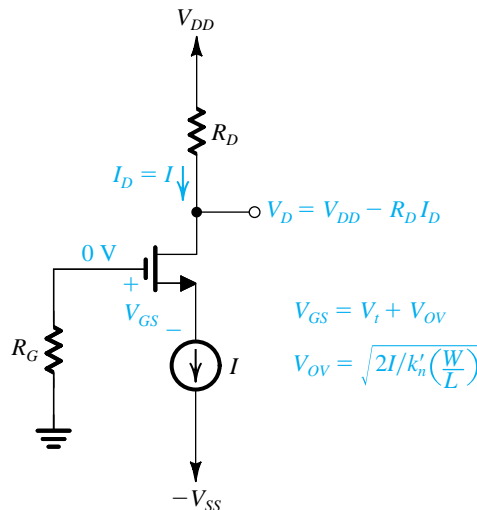 V_DD
R_D
I_D = I
V_D = V_DD − R_D I_D
0 V
+
V_GS
−
V_GS = V_t + V_OV
R_G
I
V_OV = √2I/k′_n(W/L)
−V_SS